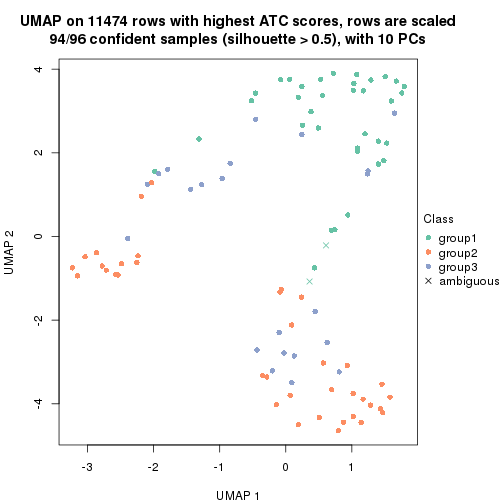 UMAP on 11474 rows with highest ATC scores, rows are scaled
94/96 confident samples (silhouette > 0.5), with 10 PCs
4
2
0
-2
-4
UMAP 2
-3
-2
-1
0
1
UMAP 1
Class
group1
group2
group3
ambiguous